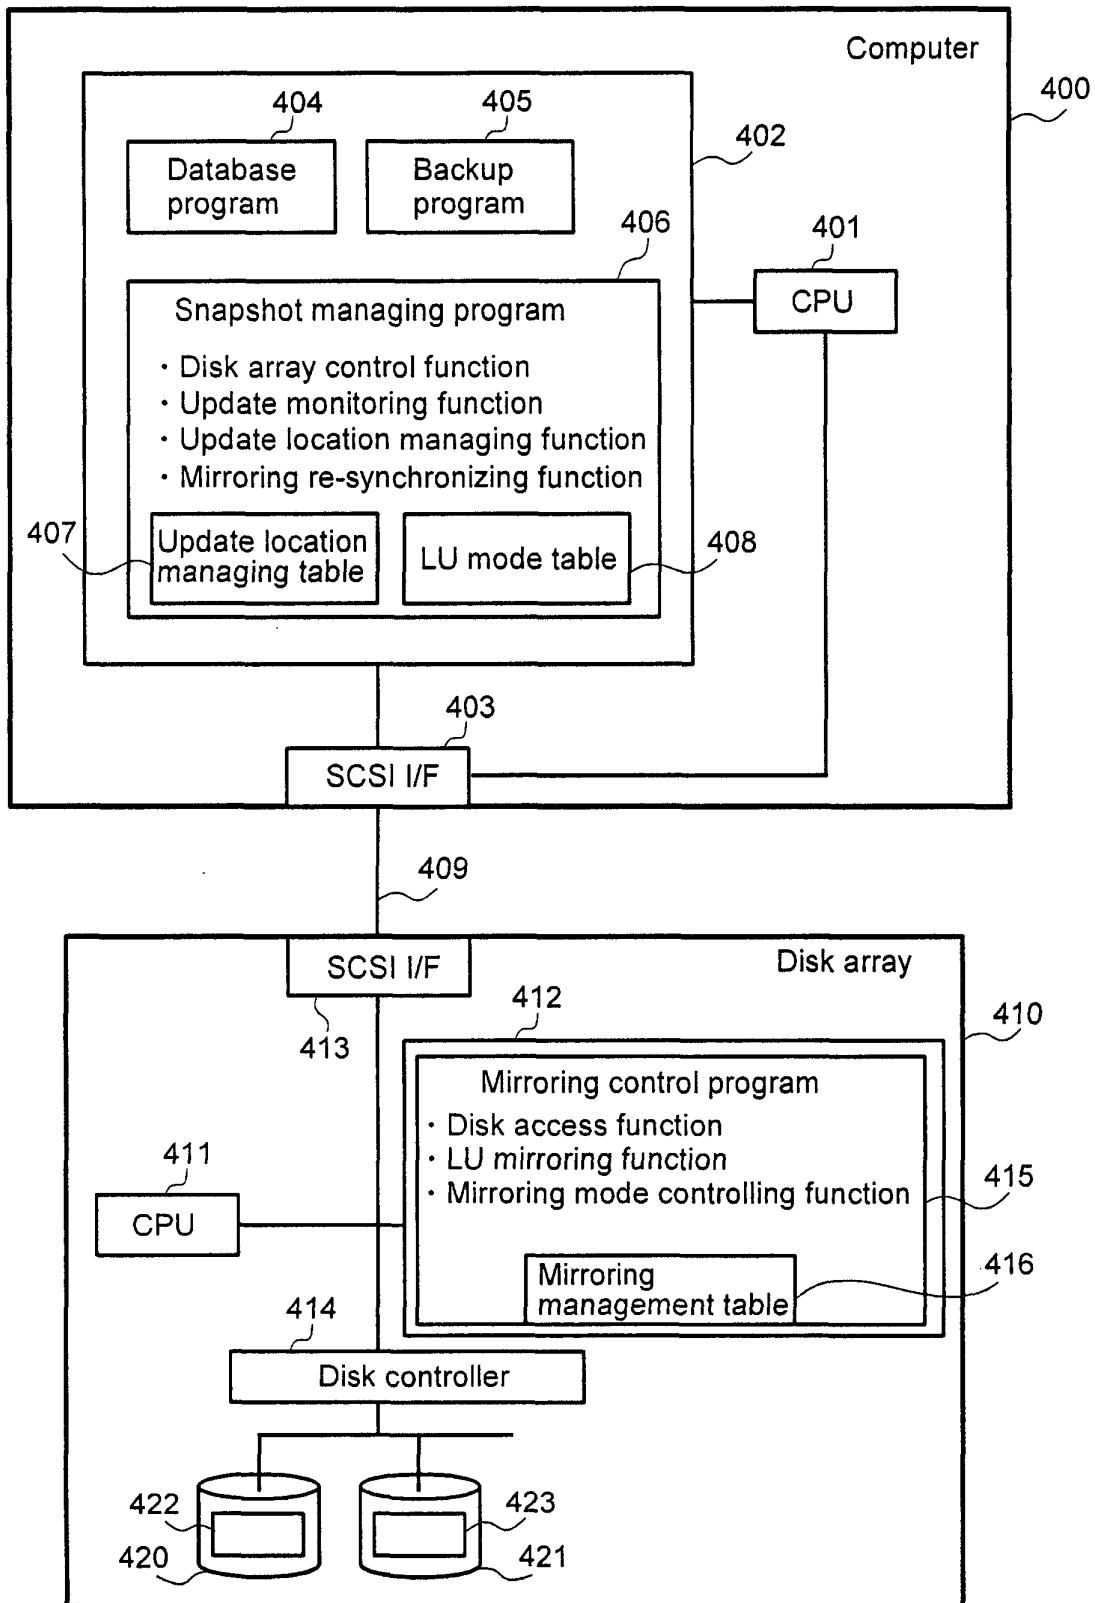 Computer
400
404
405
402
Database
program
Backup
program
406
401
CPU
Snapshot managing program
・Disk array control function
・Update monitoring function
・Update location managing function
・Mirroring re-synchronizing function
407
Update location
managing table
LU mode table
408
403
SCSI I/F
409
SCSI I/F
Disk array
413
412
410
Mirroring control program
・Disk access function
・LU mirroring function
・Mirroring mode controlling function
411
CPU
415
Mirroring
management table
416
414
Disk controller
422
423
420
421